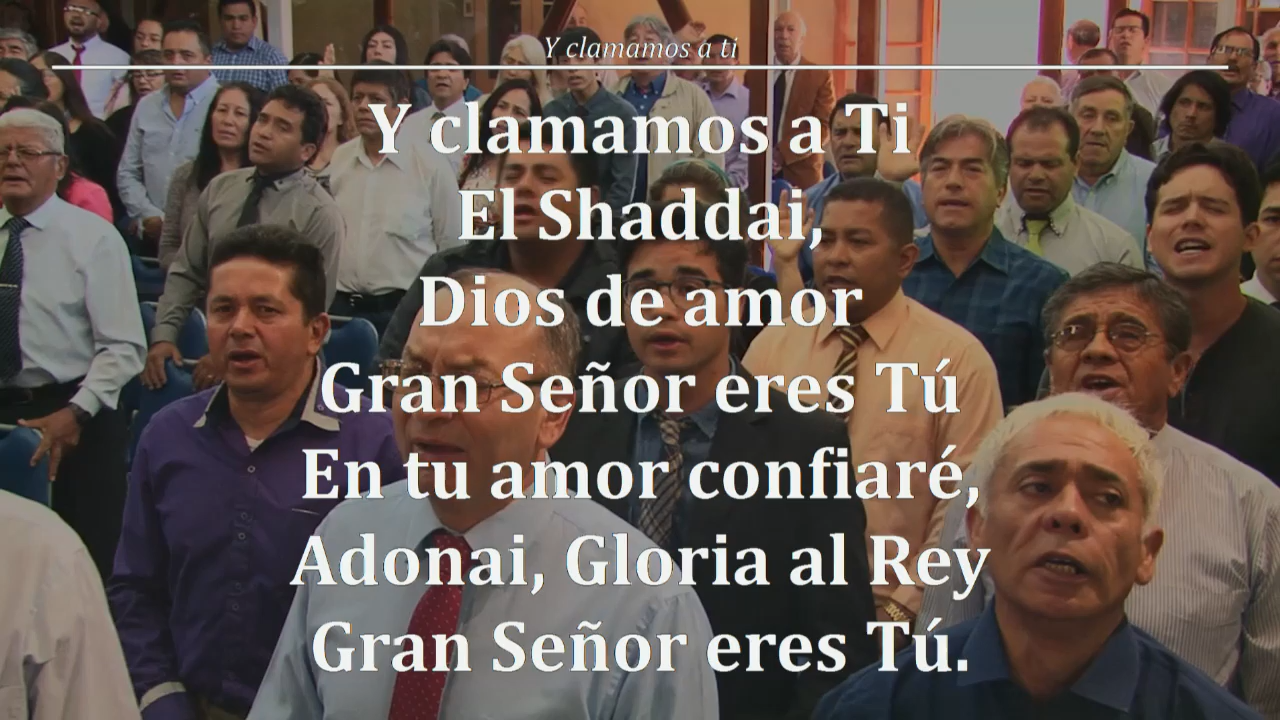 Y clamamos a ti
Y clamamos a Ti
El Shaddai,
Dios de amor
Gran Señor eres Tú
En tu amor confiaré,
Adonai, Gloria al Rey
Gran Señor eres Tú.